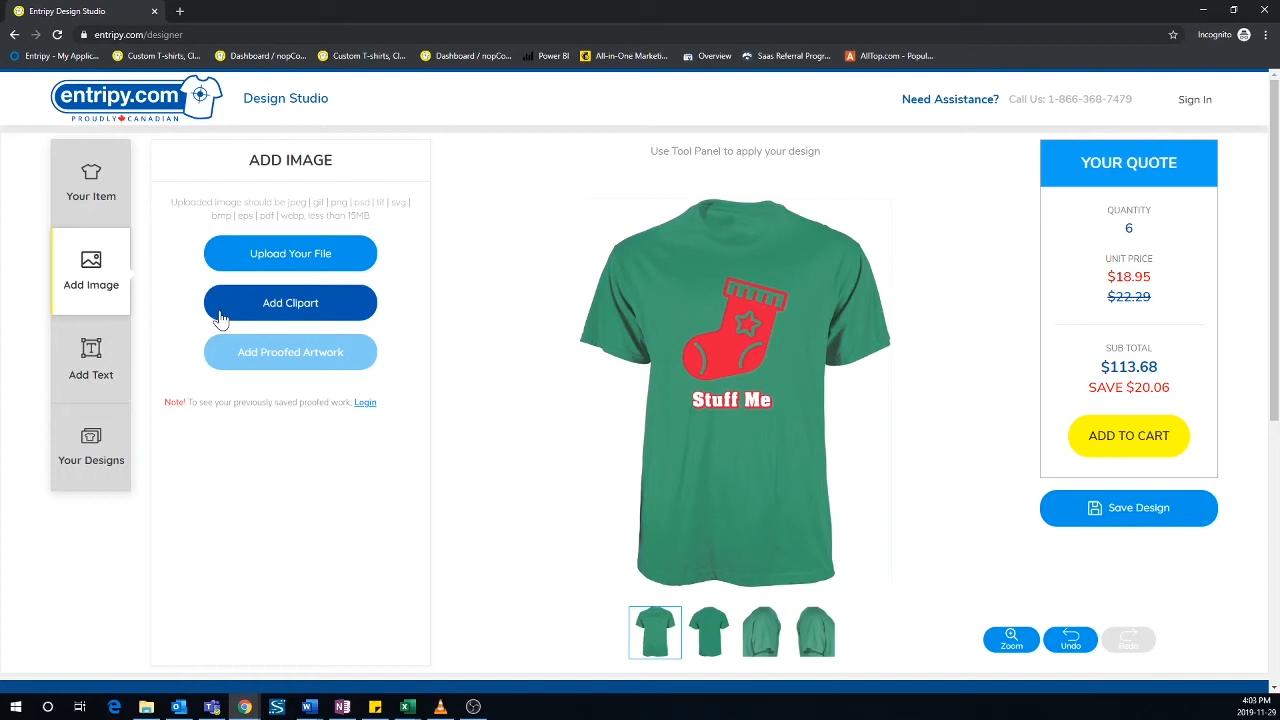 Entripy Design Studio
entripy.com/designer
Incognito
Entripy - My Applic...
Custom T-shirts, Cl...
Dashboard / nopCo...
Custom T-shirts, Cl...
Dashboard / nopCo...
Power BI
All-in-One Marketi...
Overview
Saas Referral Progr...
AllTop.com - Popul...
entripy.com
PROUDLY CANADIAN
Design Studio
Need Assistance?
Call Us: 1-866-368-7479
Sign In
Your Item
Add Image
Add Text
Your Designs
ADD IMAGE
Uploaded image should be jpeg | gif | png | psd | tif | svg |
bmp | eps | pdf | webp, less than 15MB
Upload Your File
Add Clipart
Add Proofed Artwork
Note! To see your previously saved proofed work, Login
Use Tool Panel to apply your design
Stuff Me
Zoom
Undo
Redo
YOUR QUOTE
QUANTITY
6
UNIT PRICE
$18.95
$22.29
SUB TOTAL
$113.68
SAVE $20.06
ADD TO CART
Save Design
4:03 PM
2019-11-29